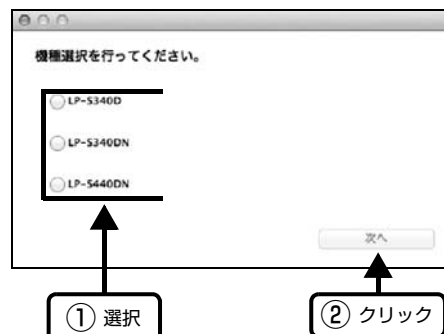 機種選択を行ってください。
LP-S340D
LP-S340DN
LP-S440DN
次へ
① 選択
② クリック